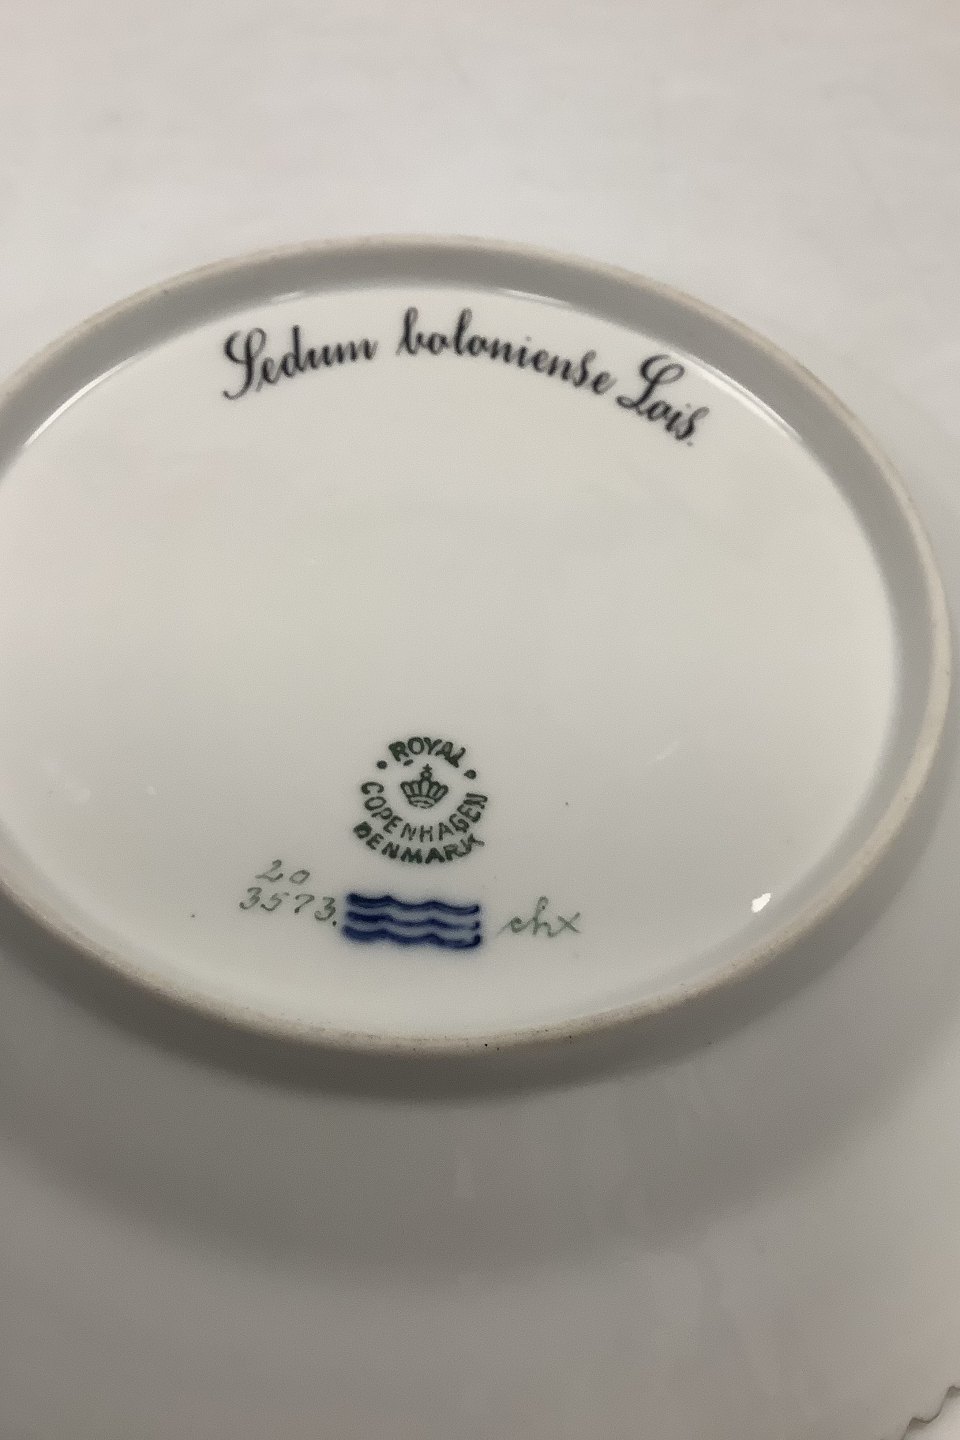 Sedum boloniense Lois.
ROYAL
COPENHAGEN
DENMARK
20
3573.
chx